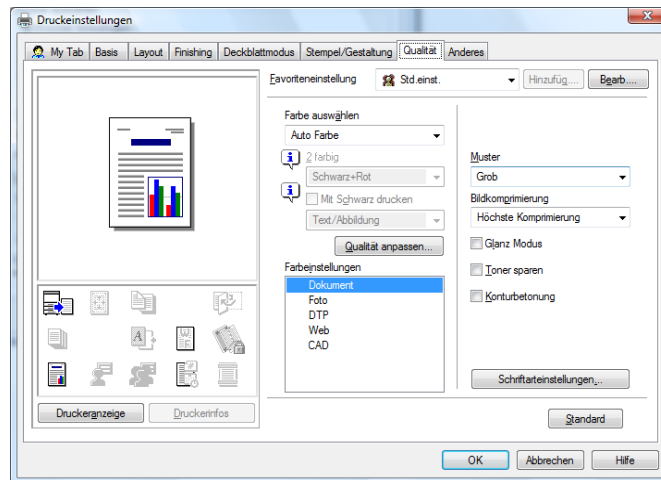 Druckeinstellungen
My Tab Basis Layout Finishing Deckblattmodus Stempel/Gestaltung Qualität Anderes
Favoriteneinstellung Std.einst. Hinzufüg.... Bearb....
Farbe auswählen
Auto Farbe
2 farbig
Schwarz+Rot
Mit Schwarz drucken
Text/Abbildung
Qualität anpassen...
Farbeinstellungen
Dokument
Foto
DTP
Web
CAD
Muster
Grob
Bildkomprimierung
Höchste Komprimierung
Glanz Modus
Toner sparen
Konturbetonung
Schriftarteinstellungen...
Druckeranzeige Druckerinfos
Standard
OK Abbrechen Hilfe